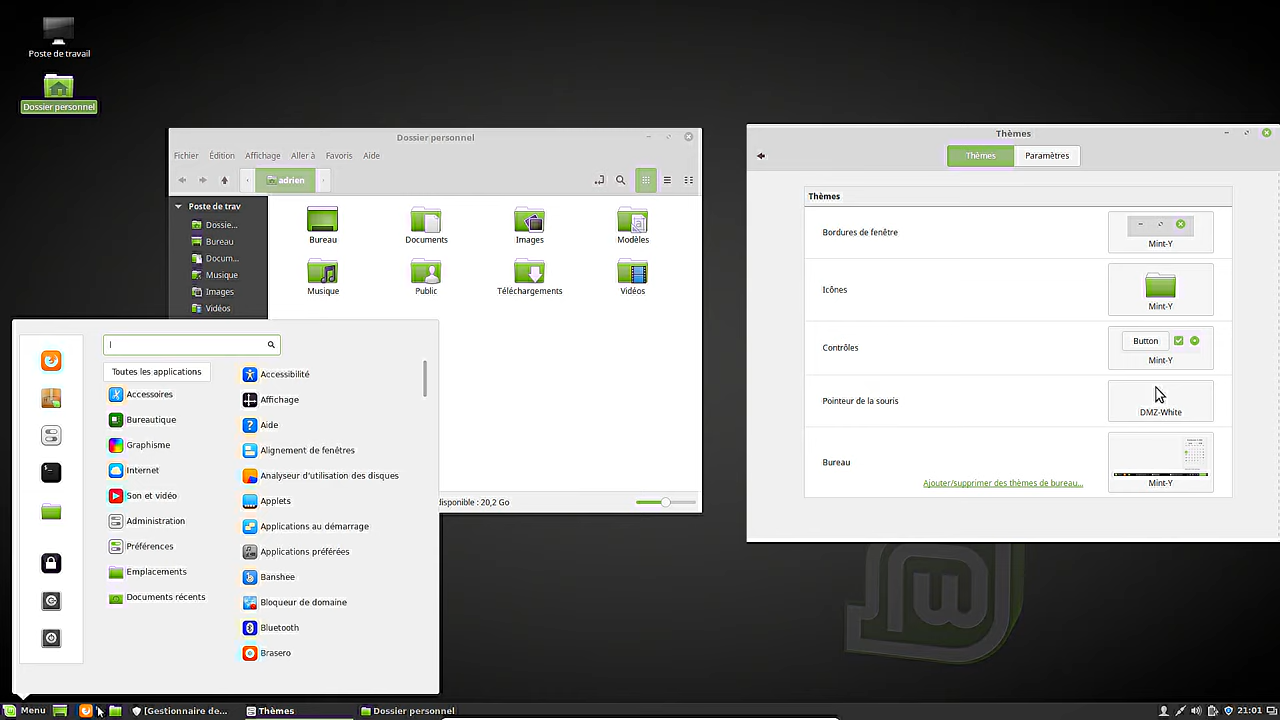 Poste de travail
Dossier personnel
Dossier personnel
Fichier Édition Affichage Aller à Favoris Aide
adrien
Poste de trav
Dossie...
Bureau
Docum...
Musique
Images
Vidéos
Bureau Documents Images Modèles
Musique Public Téléchargements Vidéos
disponible : 20,2 Go
Thèmes
Thèmes Paramètres
Thèmes
Bordures de fenêtre
Mint-Y
Icônes
Mint-Y
Contrôles
Button
Mint-Y
Pointeur de la souris
DMZ-White
Bureau
Mint-Y
Ajouter/supprimer des thèmes de bureau...
Toutes les applications
Accessoires
Bureautique
Graphisme
Internet
Son et vidéo
Administration
Préférences
Emplacements
Documents récents
Accessibilité
Affichage
Aide
Alignement de fenêtres
Analyseur d'utilisation des disques
Applets
Applications au démarrage
Applications préférées
Banshee
Bloqueur de domaine
Bluetooth
Brasero
Menu [Gestionnaire de... Thèmes Dossier personnel 21:01